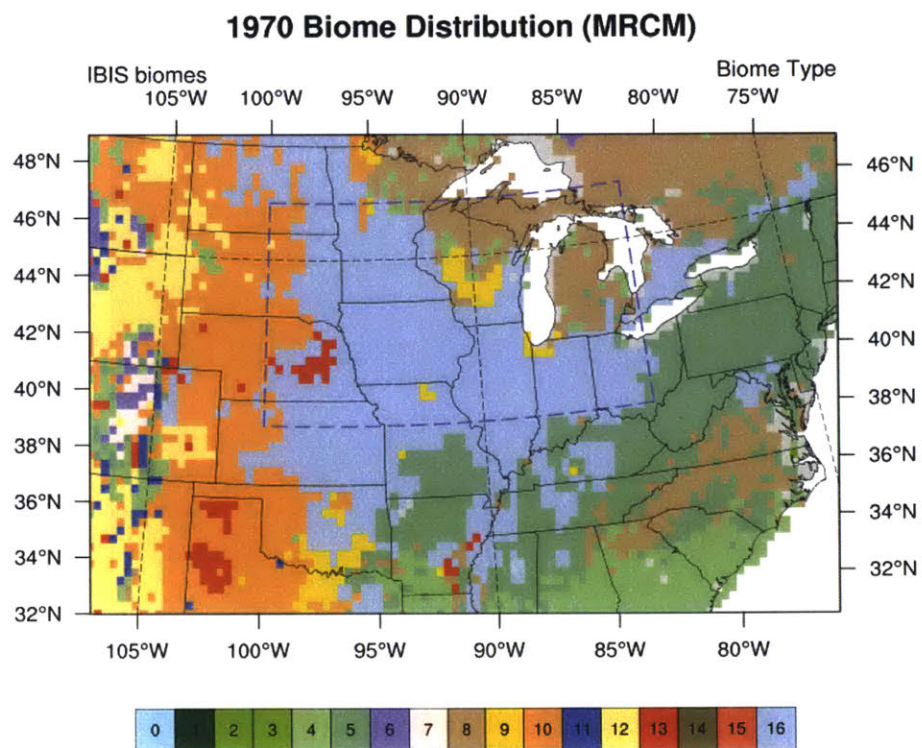 1970 Biome Distribution (MRCM)
IBIS biomes
Biome Type
105°W 100°W 95°W 90°W 85°W 80°W 75°W
48°N
46°N
46°N
44°N
44°N
42°N
42°N
40°N
40°N
38°N
38°N
36°N
36°N
34°N
34°N
32°N
32°N
105°W 100°W 95°W 90°W 85°W 80°W
0 1 2 3 4 5 6 7 8 9 10 11 12 13 14 15 16